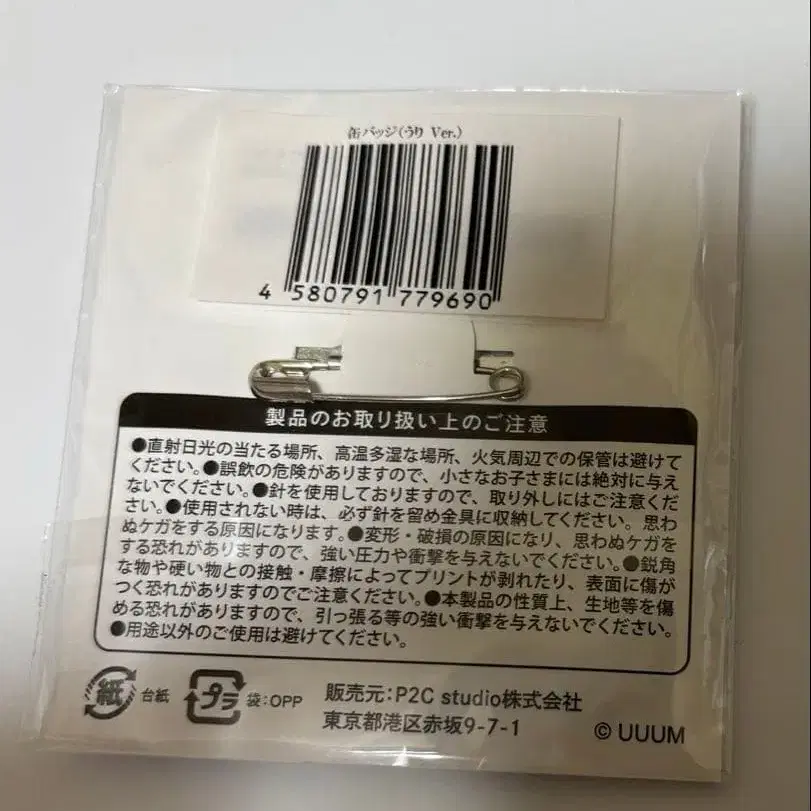 缶バッジ(うり Ver.)
4 580791 779690
製品のお取り扱い上のご注意
●直射日光の当たる場所、高温多湿な場所、火気周辺での保管は避けて
ください。●誤飲の危険がありますので、小さなお子さまには絶対に与え
ないでください。●針を使用しておりますので、取り外しにはご注意くだ
さい。●使用されない時は、必ず針を留め金具に収納してください。思わ
ぬケガをする原因になります。●変形・破損の原因になり、思わぬケガを
する恐れがありますので、強い圧力や衝撃を与えないでください。●鋭角
な物や硬い物との接触・摩擦によってプリントが剥れたり、表面に傷が
つく恐れがありますのでご注意ください。●本製品の性質上、生地等を傷
める恐れがありますので、引っ張る等の強い衝撃を与えないでください。
●用途以外のご使用は避けてください。
紙 台紙 プラ 袋:OPP 販売元:P2C studio株式会社
東京都港区赤坂9-7-1
© UUUM